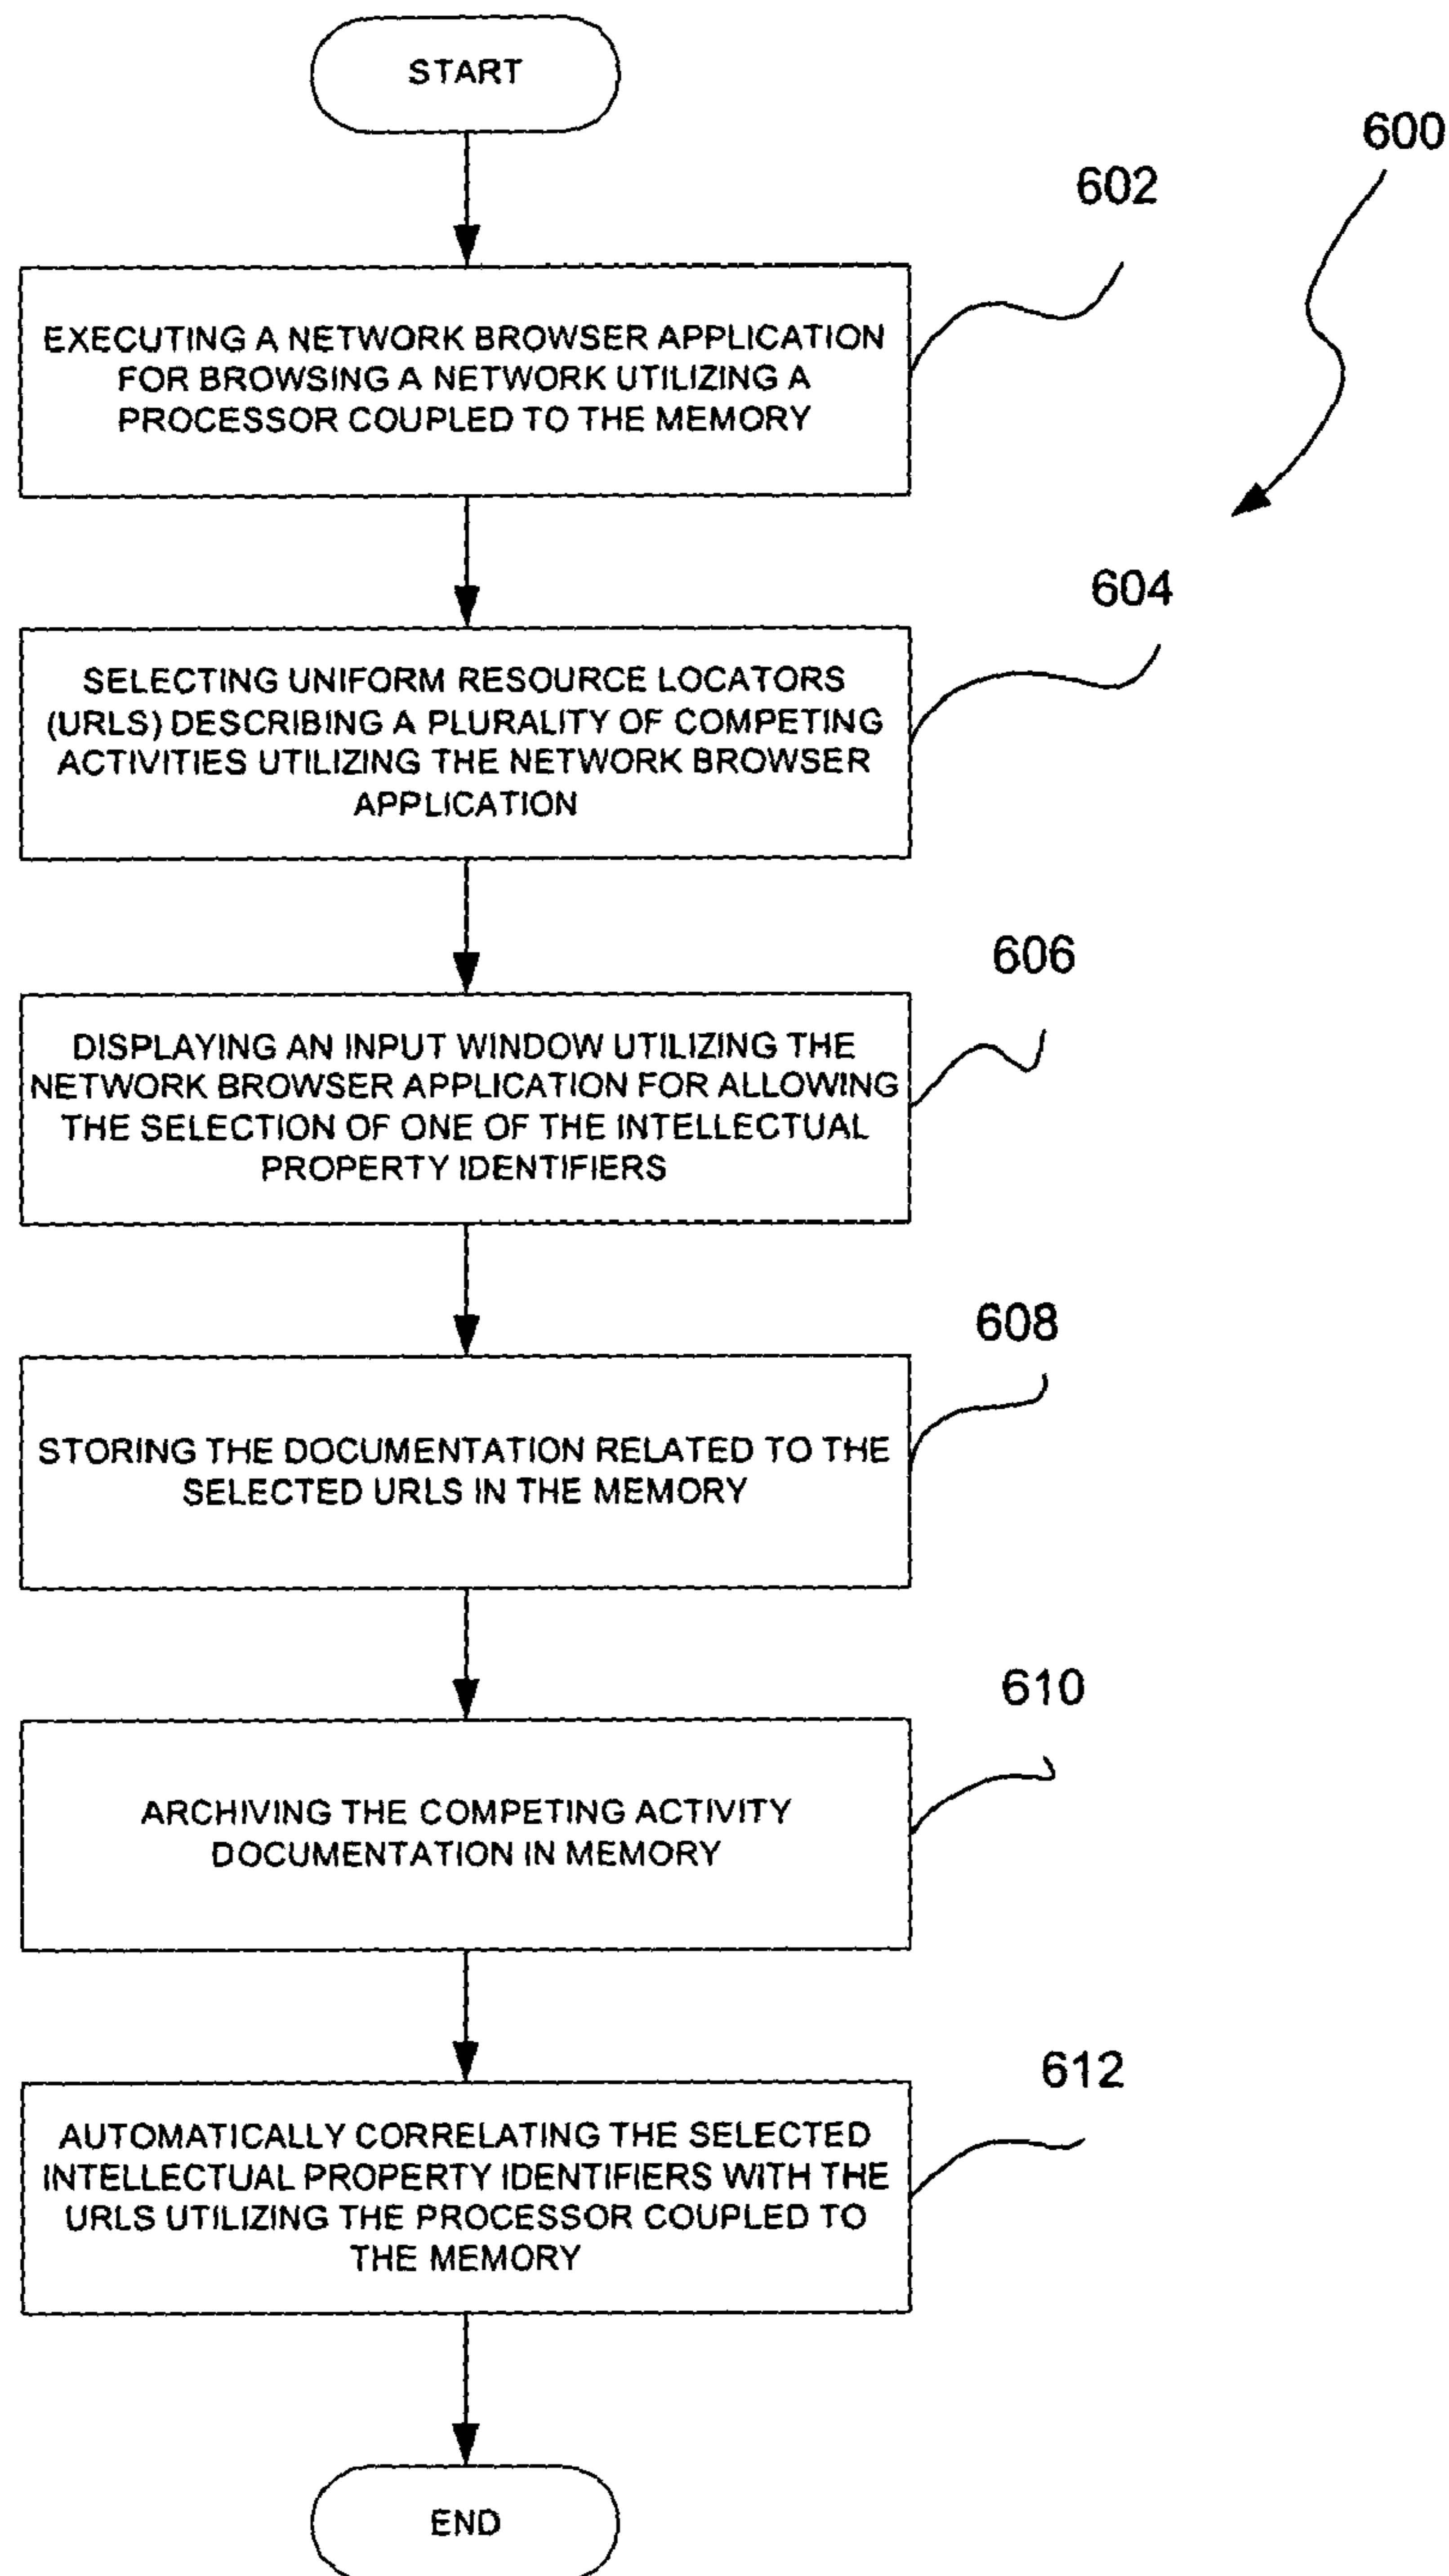 START
600
602
EXECUTING A NETWORK BROWSER APPLICATION
FOR BROWSING A NETWORK UTILIZING A
PROCESSOR COUPLED TO THE MEMORY
604
SELECTING UNIFORM RESOURCE LOCATORS
(URLS) DESCRIBING A PLURALITY OF COMPETING
ACTIVITIES UTILIZING THE NETWORK BROWSER
APPLICATION
606
DISPLAYING AN INPUT WINDOW UTILIZING THE
NETWORK BROWSER APPLICATION FOR ALLOWING
THE SELECTION OF ONE OF THE INTELLECTUAL
PROPERTY IDENTIFIERS
608
STORING THE DOCUMENTATION RELATED TO THE
SELECTED URLS IN THE MEMORY
610
ARCHIVING THE COMPETING ACTIVITY
DOCUMENTATION IN MEMORY
612
AUTOMATICALLY CORRELATING THE SELECTED
INTELLECTUAL PROPERTY IDENTIFIERS WITH THE
URLS UTILIZING THE PROCESSOR COUPLED TO
THE MEMORY
END